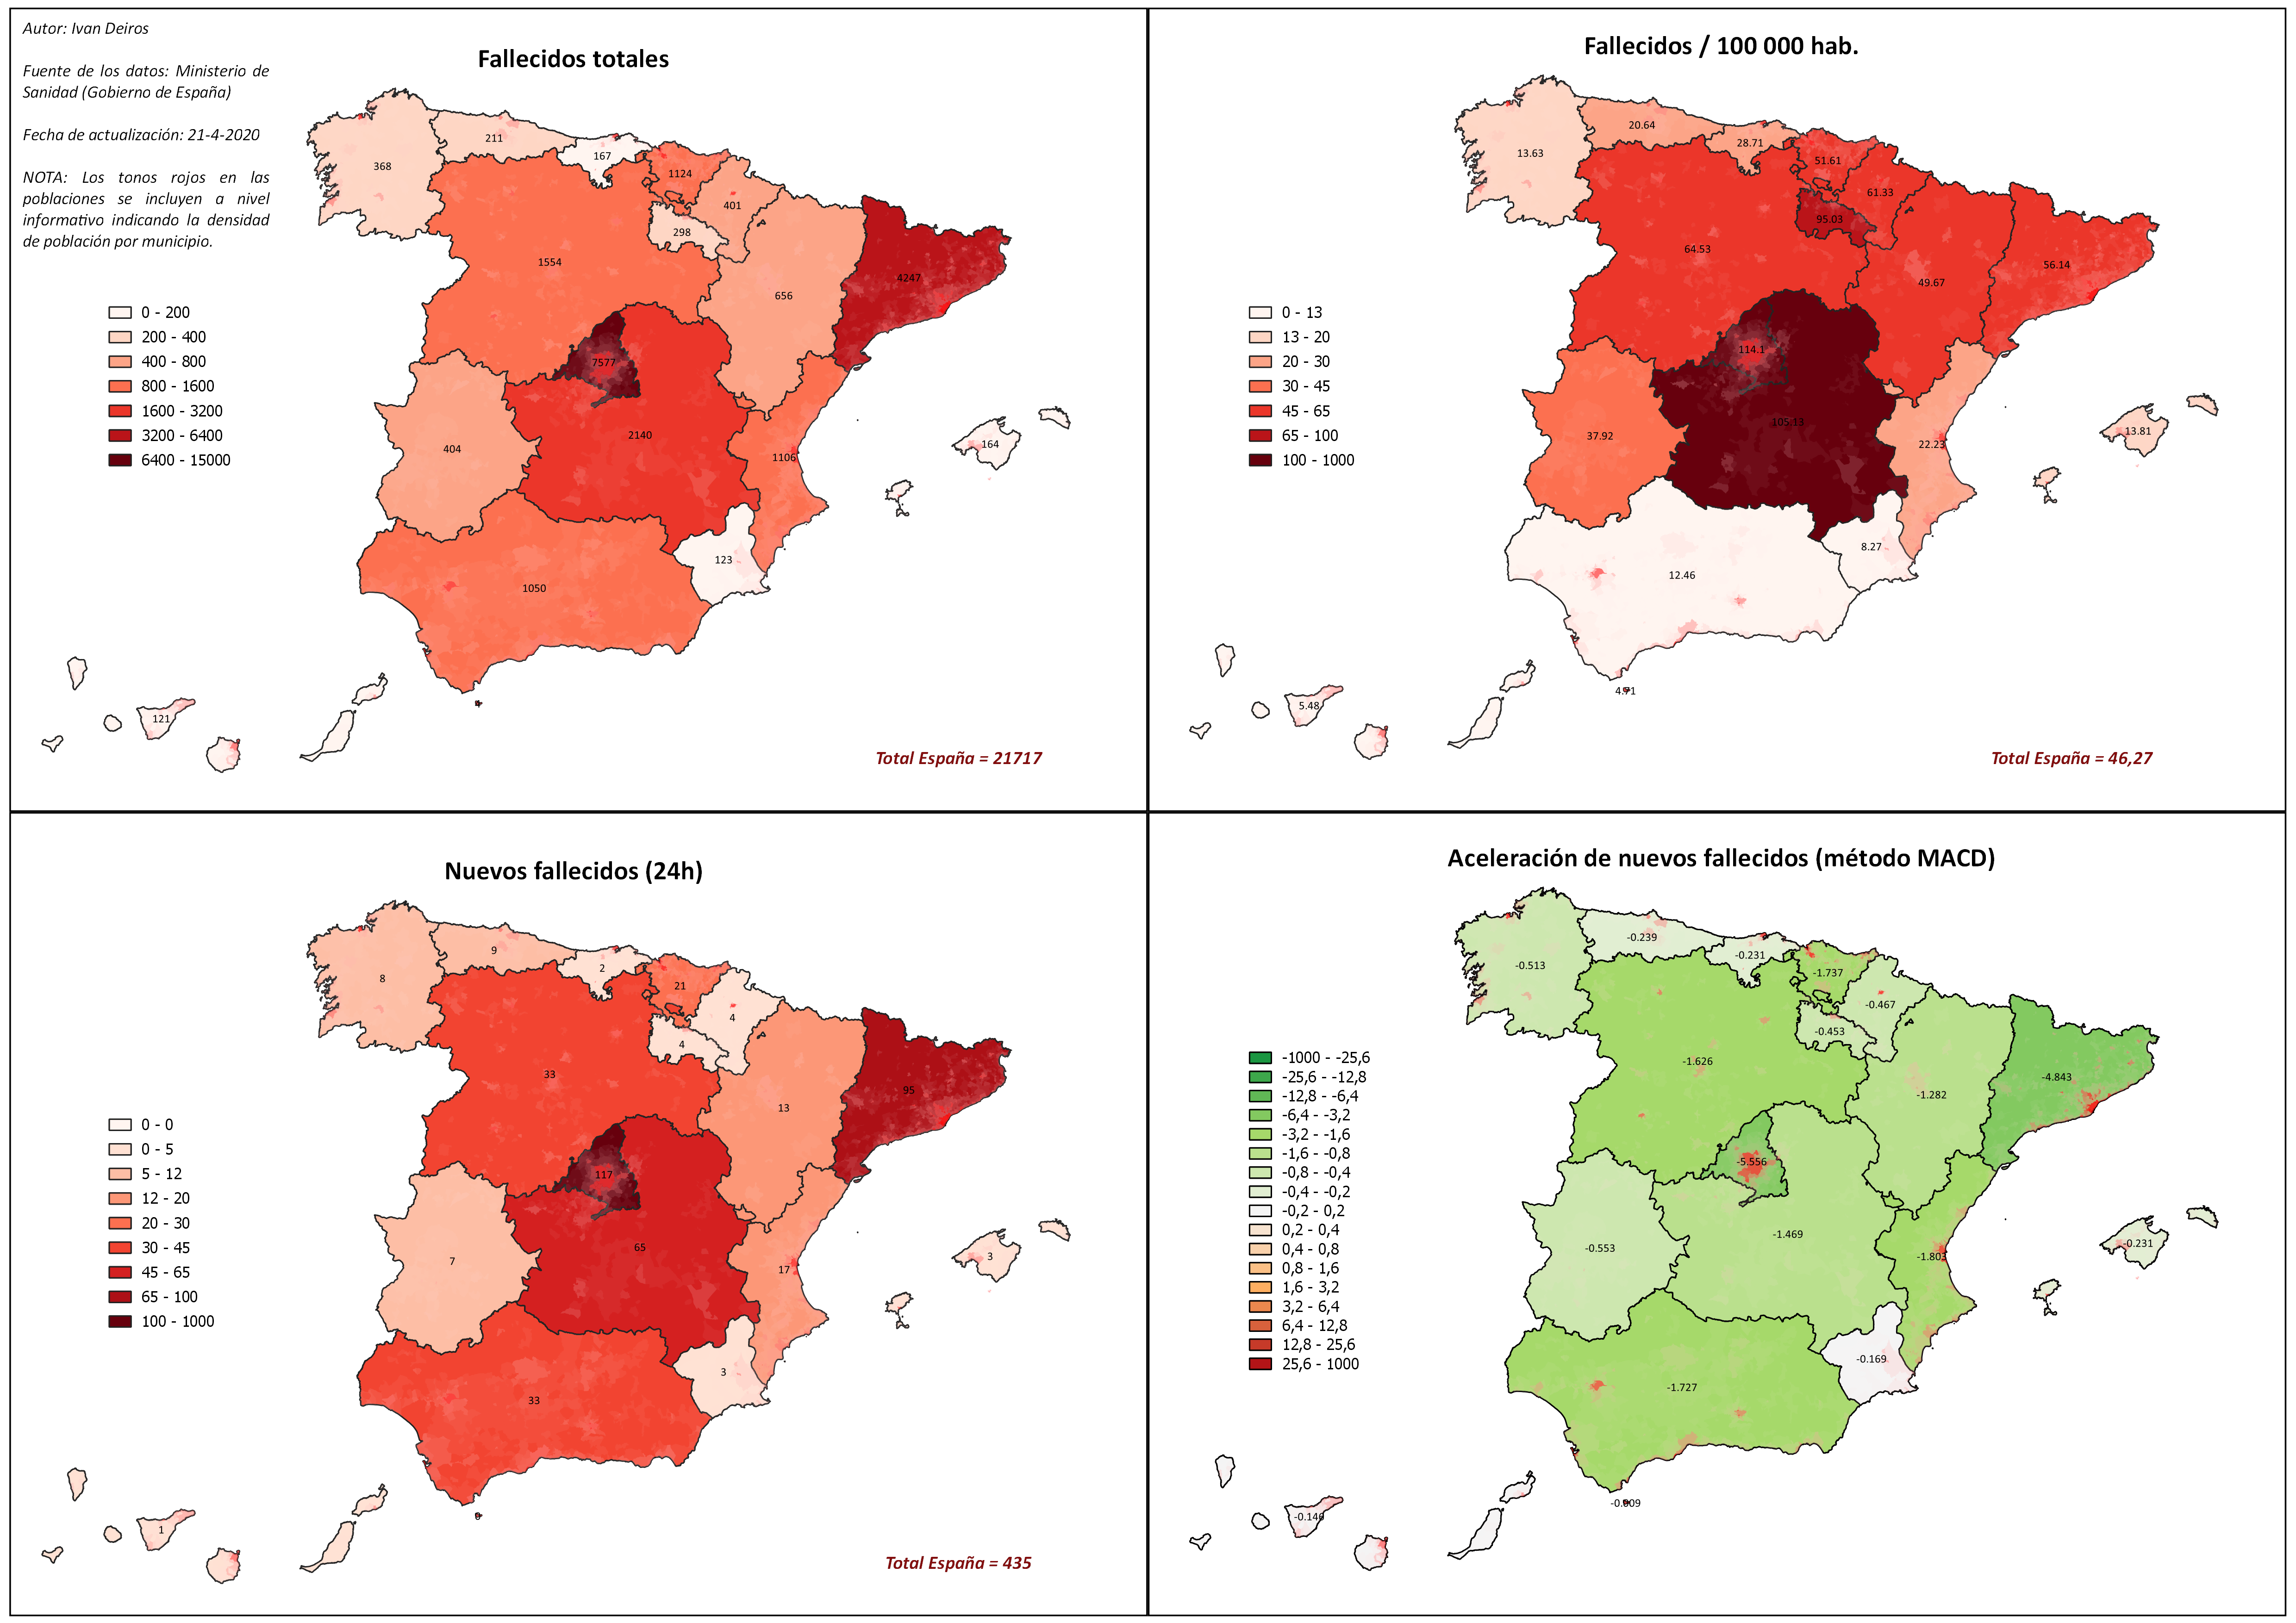 Autor: Ivan Deiros
Fuente de los datos: Ministerio de
Sanidad (Gobierno de España)
Fecha de actualización: 21-4-2020
NOTA: Los tonos rojos en las
poblaciones se incluyen a nivel
informativo indicando la densidad
de población por municipio.
Fallecidos totales
0 - 200
200 - 400
400 - 800
800 - 1600
1600 - 3200
3200 - 6400
6400 - 15000
368
211
167
1124
401
298
1554
656
4247
7577
2140
404
1106
164
123
1050
121
Total España = 21717
Fallecidos / 100 000 hab.
0 - 13
13 - 20
20 - 30
30 - 45
45 - 65
65 - 100
100 - 1000
13.63
20.64
28.71
51.61
61.33
95.03
64.53
49.67
56.14
114.1
105.13
37.92
22.23
13.81
8.27
12.46
4.71
5.48
Total España = 46,27
Nuevos fallecidos (24h)
0 - 0
0 - 5
5 - 12
12 - 20
20 - 30
30 - 45
45 - 65
65 - 100
100 - 1000
8
9
2
21
4
4
33
13
95
117
65
7
17
3
3
33
0
1
Total España = 435
Aceleración de nuevos fallecidos (método MACD)
-1000 - -25,6
-25,6 - -12,8
-12,8 - -6,4
-6,4 - -3,2
-3,2 - -1,6
-1,6 - -0,8
-0,8 - -0,4
-0,4 - -0,2
-0,2 - 0,2
0,2 - 0,4
0,4 - 0,8
0,8 - 1,6
1,6 - 3,2
3,2 - 6,4
6,4 - 12,8
12,8 - 25,6
25,6 - 1000
-0.513
-0.239
-0.231
-1.737
-0.467
-0.453
-1.626
-1.282
-4.843
-5.556
-1.469
-0.553
-1.803
-0.231
-0.169
-1.727
-0.009
-0.146